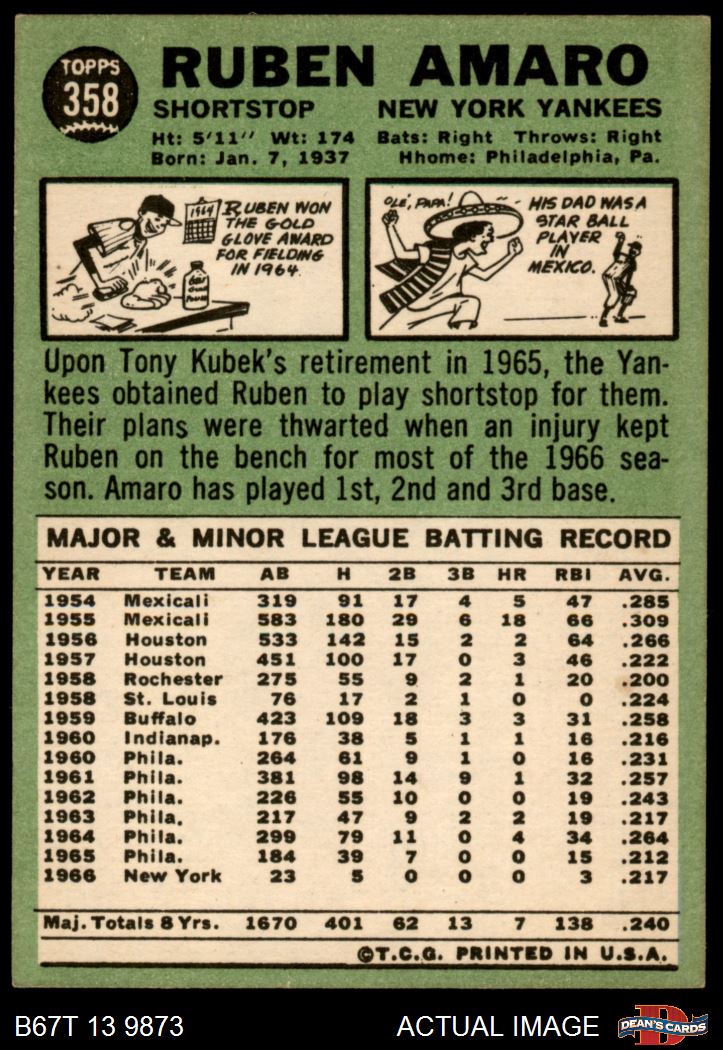 TOPPS
358
RUBEN AMARO
SHORTSTOP NEW YORK YANKEES
Ht: 5'11" Wt: 174 Bats: Right Throws: Right
Born: Jan. 7, 1937 Hhome: Philadelphia, Pa.
1964
RUBEN WON
THE GOLD
GLOVE AWARD
FOR FIELDING
IN 1964.
OLÉ, PAPA!
HIS DAD WAS A
STAR BALL
PLAYER
IN
MEXICO.
Upon Tony Kubek's retirement in 1965, the Yan-
kees obtained Ruben to play shortstop for them.
Their plans were thwarted when an injury kept
Ruben on the bench for most of the 1966 sea-
son. Amaro has played 1st, 2nd and 3rd base.
MAJOR & MINOR LEAGUE BATTING RECORD
YEAR TEAM AB H 2B 3B HR RBI AVG.
1954 Mexicali 319 91 17 4 5 47 .285
1955 Mexicali 583 180 29 6 18 66 .309
1956 Houston 533 142 15 2 2 64 .266
1957 Houston 451 100 17 0 3 46 .222
1958 Rochester 275 55 9 2 1 20 .200
1958 St. Louis 76 17 2 1 0 0 .224
1959 Buffalo 423 109 18 3 3 31 .258
1960 Indianap. 176 38 5 1 1 16 .216
1960 Phila. 264 61 9 1 0 16 .231
1961 Phila. 381 98 14 9 1 32 .257
1962 Phila. 226 55 10 0 0 19 .243
1963 Phila. 217 47 9 2 2 19 .217
1964 Phila. 299 79 11 0 4 34 .264
1965 Phila. 184 39 7 0 0 15 .212
1966 New York 23 5 0 0 0 3 .217
Maj. Totals 8 Yrs. 1670 401 62 13 7 138 .240
©T.C.G. PRINTED IN U.S.A.
B67T 13 9873 ACTUAL IMAGE
D
DEAN'S CARDS